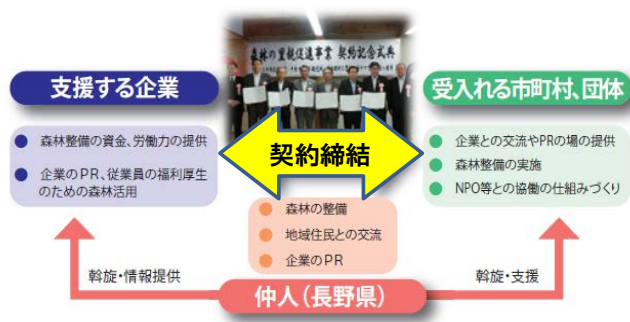 森林の里親促進事業 契約記念式典
支援する企業
森林整備の資金、労働力の提供
企業のPR、従業員の福利厚生
のための森林活用
契約締結
受入れる市町村、団体
企業との交流やPRの場の提供
森林整備の実施
NPO等との協働の仕組みづくり
森林の整備
地域住民との交流
企業のPR
斡旋・情報提供
斡旋・支援
仲人(長野県)